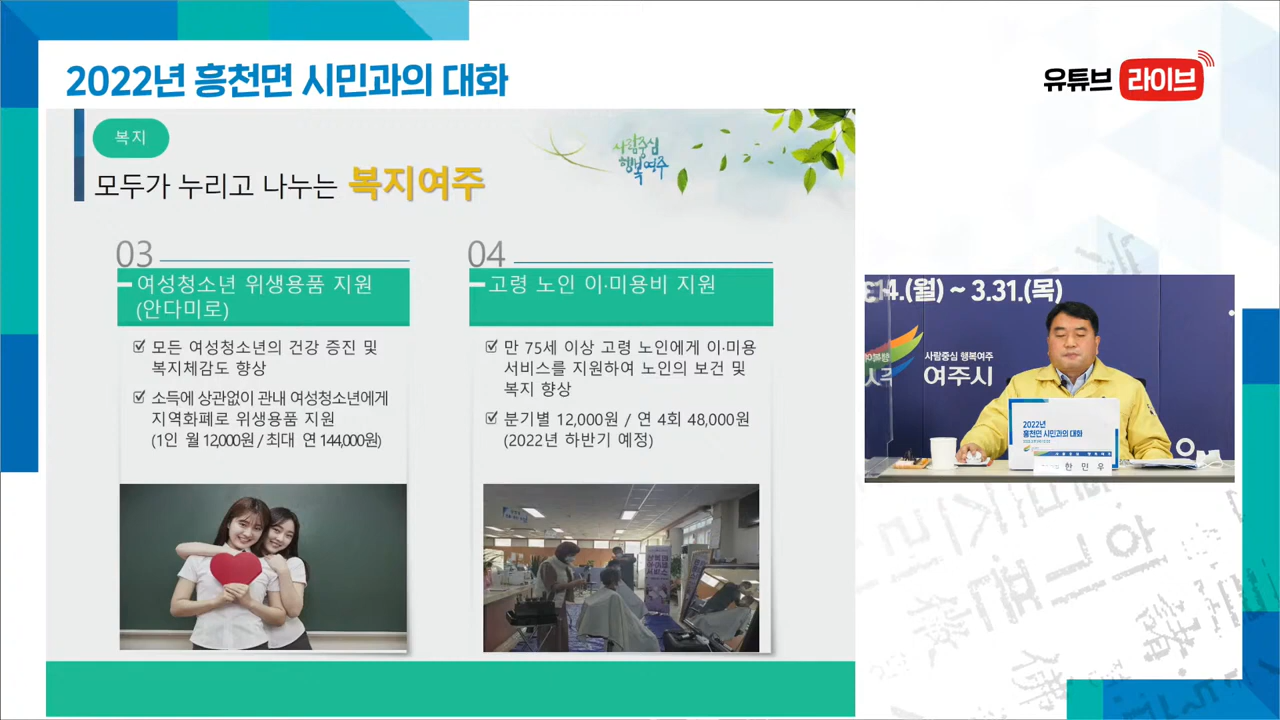 2022년 흥천면 시민과의 대화
유튜브 라이브
복지
사람중심
행복여주
모두가 누리고 나누는 복지여주
03
여성청소년 위생용품 지원
(안다미로)
모든 여성청소년의 건강 증진 및
복지체감도 향상
소득에 상관없이 관내 여성청소년에게
지역화폐로 위생용품 지원
(1인 월 12,000원 / 최대 연 144,000원)
04
고령 노인 이·미용비 지원
만 75세 이상 고령 노인에게 이·미용
서비스를 지원하여 노인의 보건 및
복지 향상
분기별 12,000원 / 연 4회 48,000원
(2022년 하반기 예정)
14.(월) ~ 3.31.(목)
사람중심 행복여주
여주시
2022년
흥천면 시민과의 대화
한 민 우